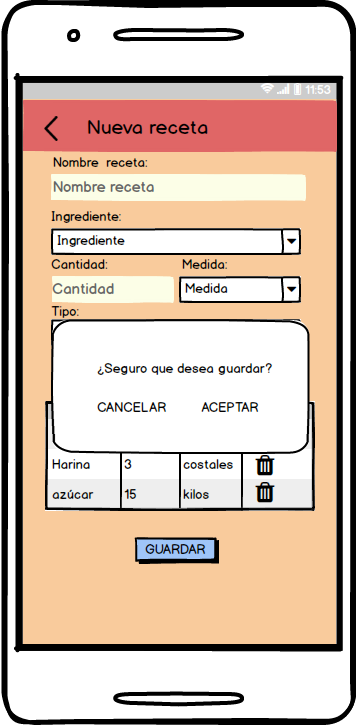 11:53
Nueva receta
Nombre receta:
Nombre receta
Ingrediente:
Ingrediente
Cantidad: Medida:
Cantidad Medida
Tipo:
¿Seguro que desea guardar?
CANCELAR ACEPTAR
Harina 3 costales
azúcar 15 kilos
GUARDAR